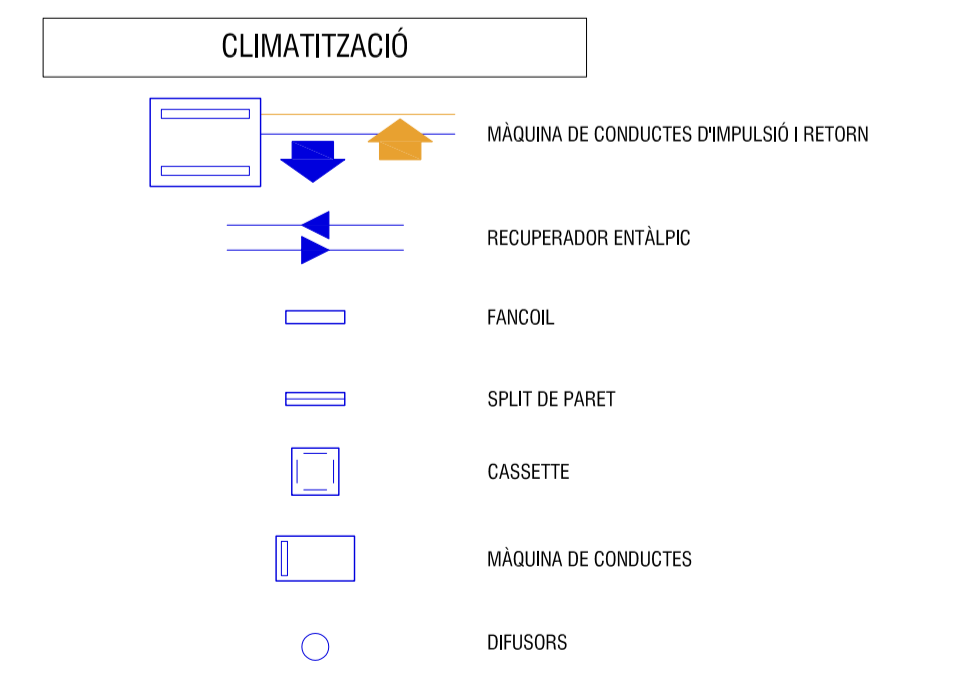 CLIMATITZACIÓ
MÀQUINA DE CONDUCTES D'IMPULSIÓ I RETORN
RECUPERADOR ENTÀLPIC
FANCOIL
SPLIT DE PARET
CASSETTE
MÀQUINA DE CONDUCTES
DIFUSORS